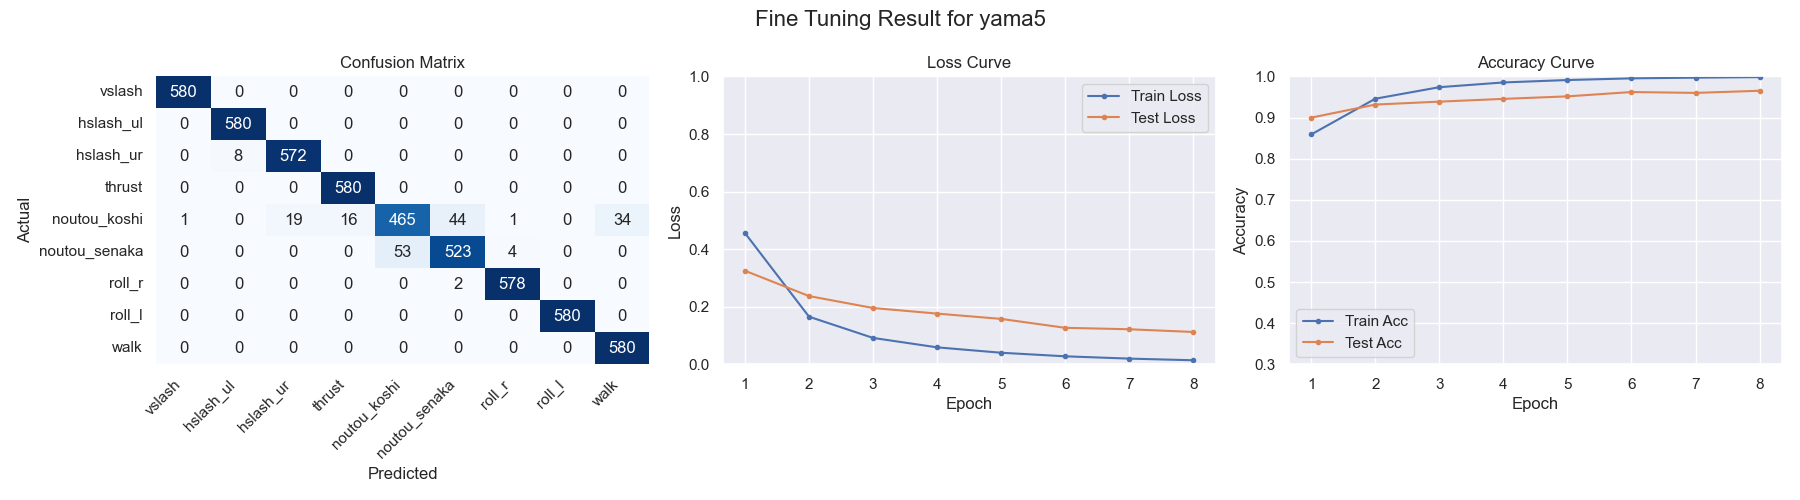 Fine Tuning Result for yama5
Confusion Matrix
Actual
vslash 580 0 0 0 0 0 0 0 0
hslash_ul 0 580 0 0 0 0 0 0 0
hslash_ur 0 8 572 0 0 0 0 0 0
thrust 0 0 0 580 0 0 0 0 0
noutou_koshi 1 0 19 16 465 44 1 0 34
noutou_senaka 0 0 0 0 53 523 4 0 0
roll_r 0 0 0 0 0 2 578 0 0
roll_l 0 0 0 0 0 0 0 580 0
walk 0 0 0 0 0 0 0 0 580
vslash hslash_ul hslash_ur thrust noutou_koshi noutou_senaka roll_r roll_l walk
Predicted
Loss Curve
Loss
1.0
0.8
0.6
0.4
0.2
0.0
Train Loss
Test Loss
1 2 3 4 5 6 7 8
Epoch
Accuracy Curve
Accuracy
1.0
0.9
0.8
0.7
0.6
0.5
0.4
0.3
Train Acc
Test Acc
1 2 3 4 5 6 7 8
Epoch